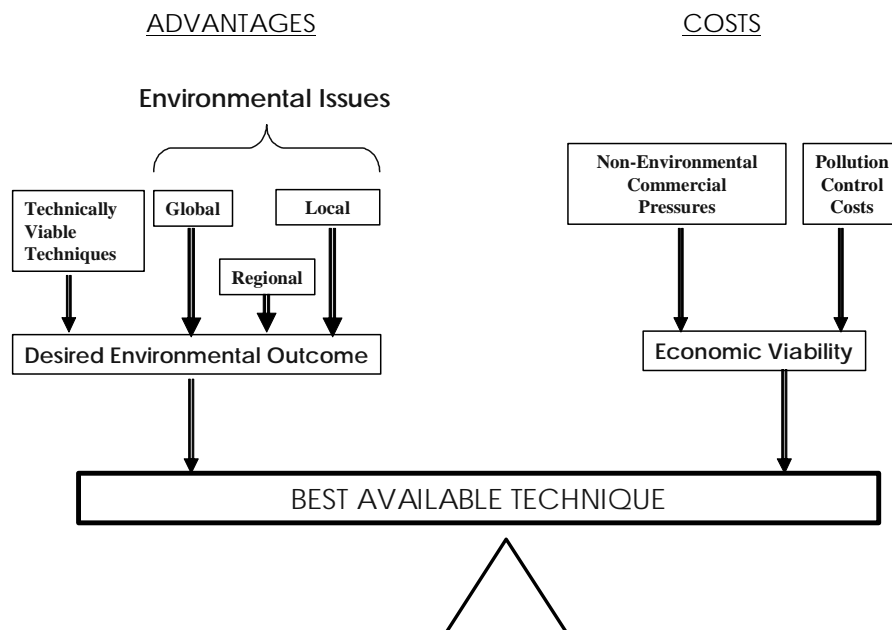 ADVANTAGES
COSTS
Environmental Issues
Technically
Viable
Techniques
Global
Local
Regional
Non-Environmental
Commercial
Pressures
Pollution
Control
Costs
Desired Environmental Outcome
Economic Viability
BEST AVAILABLE TECHNIQUE